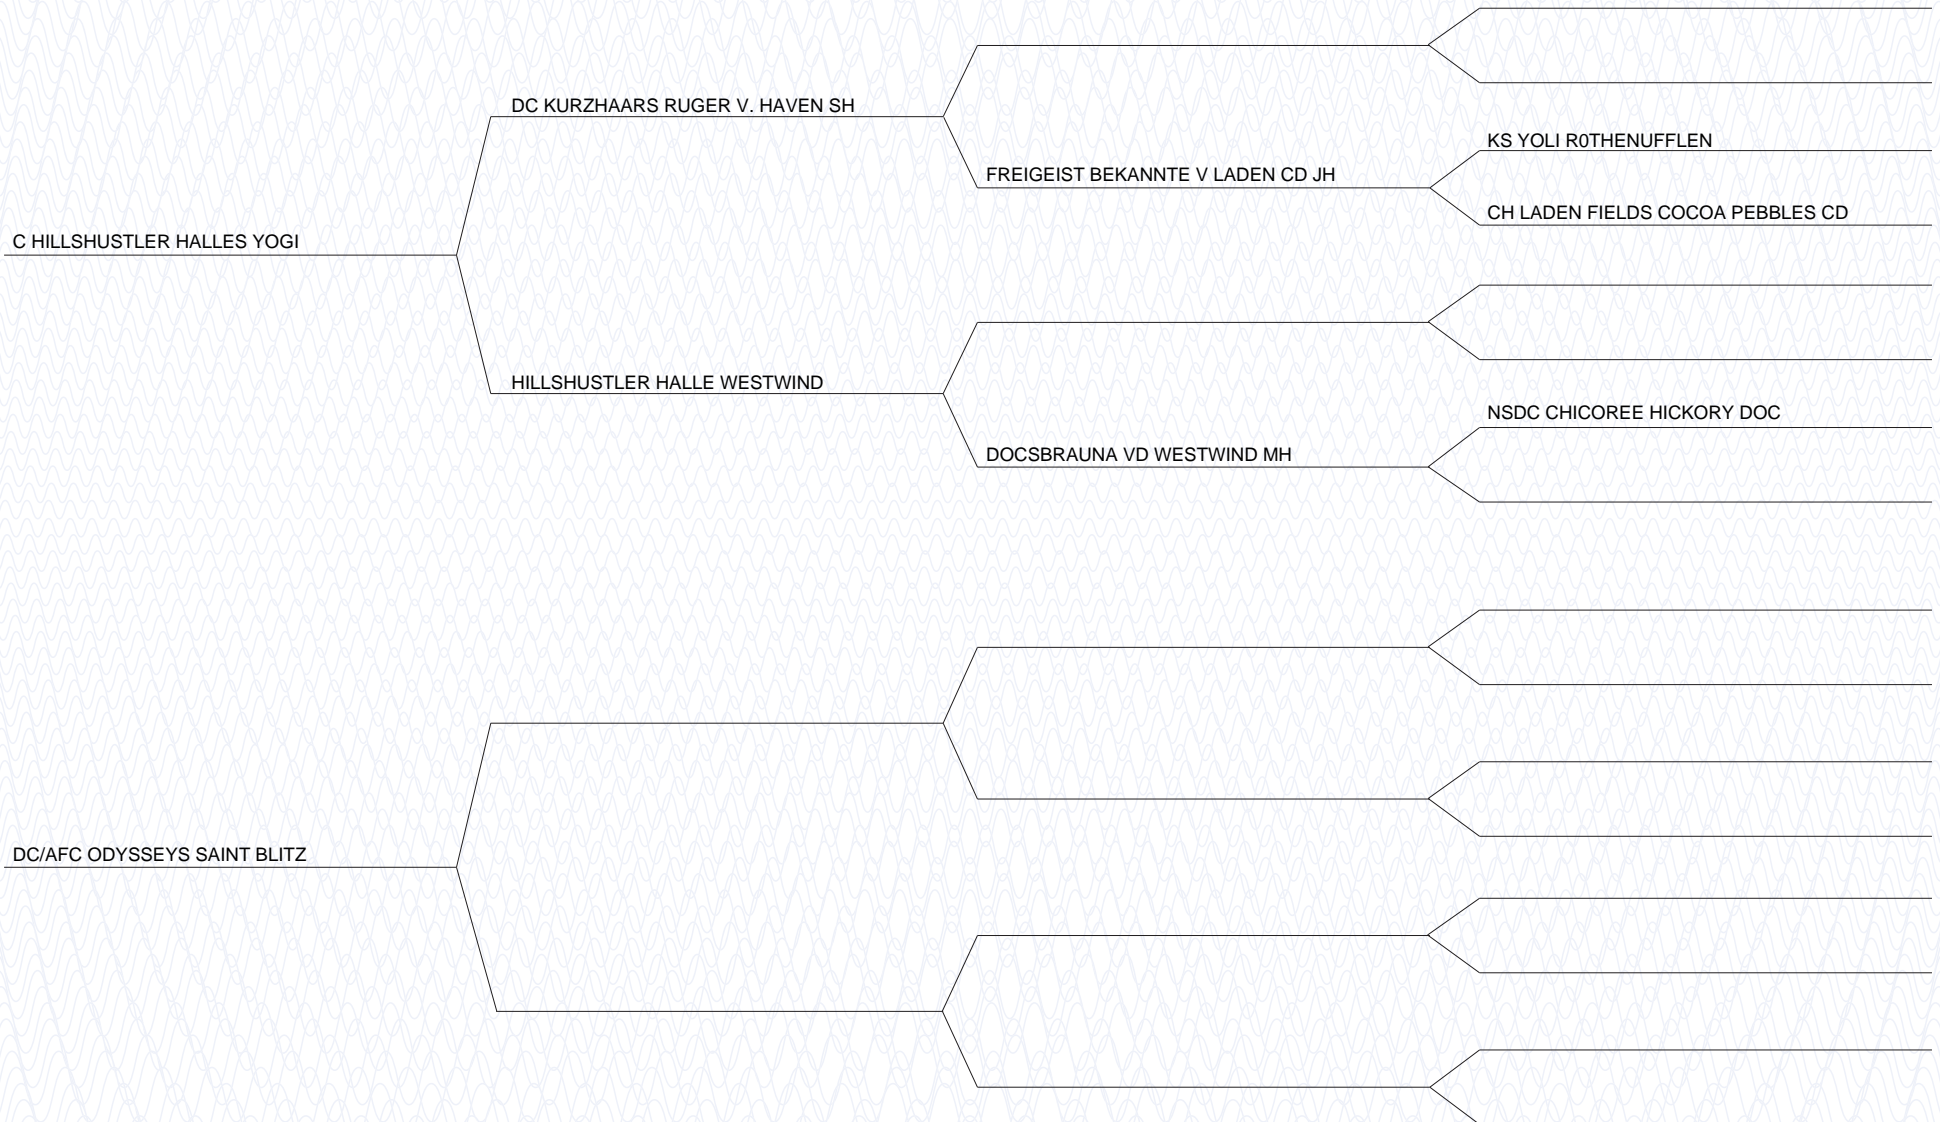 DC KURZHAARS RUGER V. HAVEN SH
KS YOLI R0THENUFFLEN
FREIGEIST BEKANNTE V LADEN CD JH
CH LADEN FIELDS COCOA PEBBLES CD
C HILLSHUSTLER HALLES YOGI
HILLSHUSTLER HALLE WESTWIND
NSDC CHICOREE HICKORY DOC
DOCSBRAUNA VD WESTWIND MH
DC/AFC ODYSSEYS SAINT BLITZ